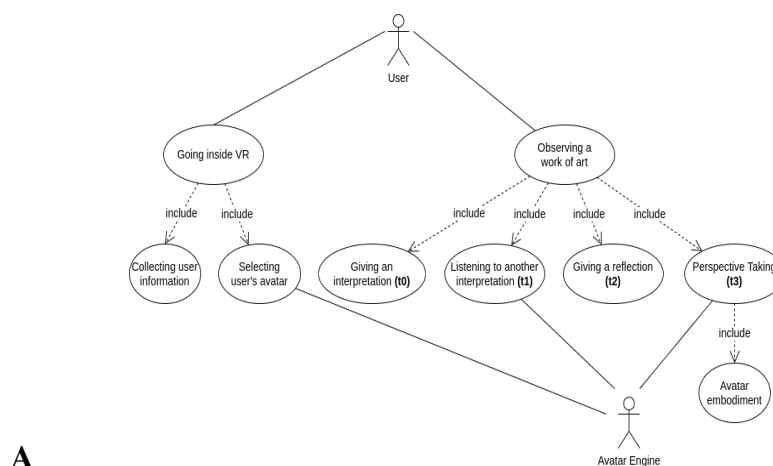 User
Going inside VR
Observing a
work of art
include
include
include
include
include
include
Collecting user
information
Selecting
user's avatar
Giving an
interpretation (t0)
Listening to another
interpretation (t1)
Giving a reflection
(t2)
Perspective Taking
(t3)
include
Avatar
embodiment
Avatar Engine
A